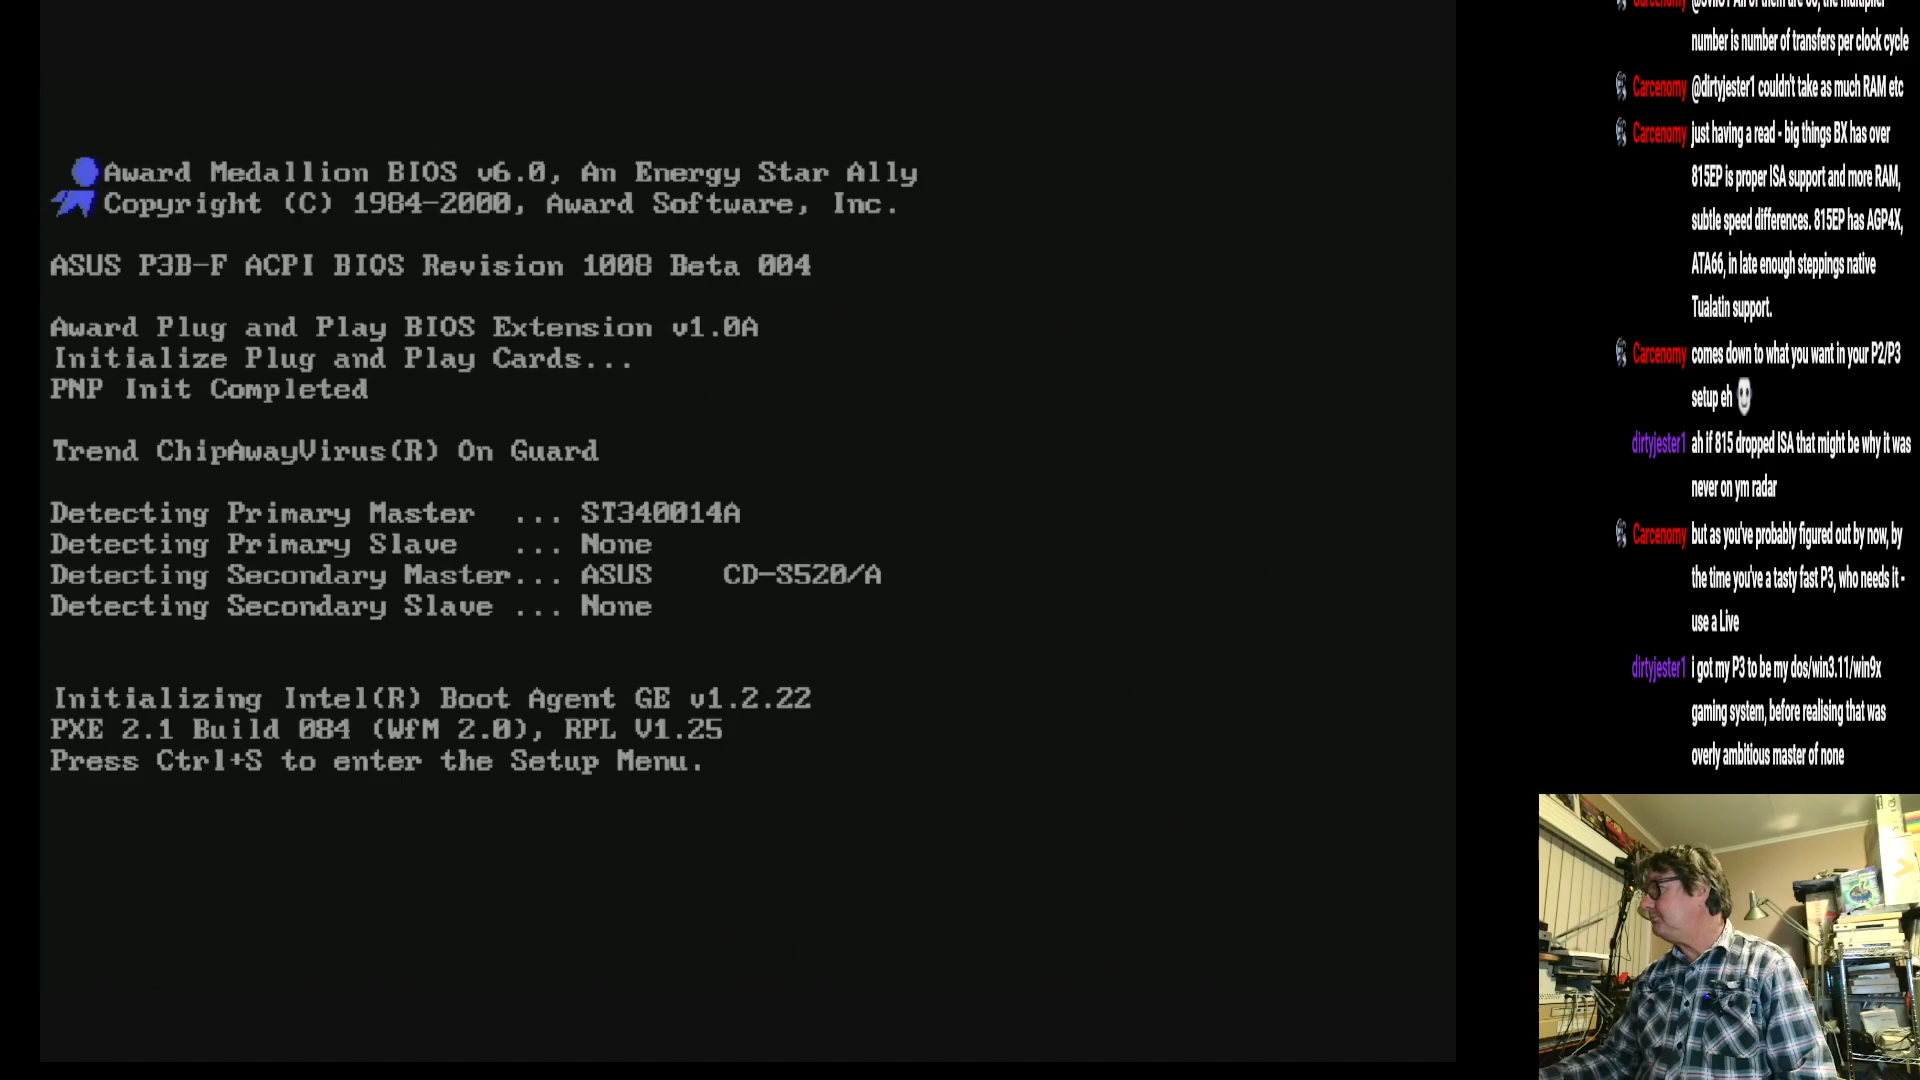 Award Medallion BIOS v6.0, An Energy Star Ally
Copyright (C) 1984-2000, Award Software, Inc.
ASUS P3B-F ACPI BIOS Revision 1008 Beta 004
Award Plug and Play BIOS Extension v1.0A
Initialize Plug and Play Cards...
PNP Init Completed
Trend ChipAwayVirus(R) On Guard
Detecting Primary Master ... ST340014A
Detecting Primary Slave ... None
Detecting Secondary Master... ASUS CD-S520/A
Detecting Secondary Slave ... None
Initializing Intel(R) Boot Agent GE v1.2.22
PXE 2.1 Build 084 (WfM 2.0), RPL V1.25
Press Ctrl+S to enter the Setup Menu.
number is number of transfers per clock cycle
Carcenomy @dirtyjester1 couldn't take as much RAM etc
Carcenomy just having a read - big things BX has over
815EP is proper ISA support and more RAM,
subtle speed differences. 815EP has AGP4X,
ATA66, in late enough steppings native
Tualatin support.
Carcenomy comes down to what you want in your P2/P3
setup eh
dirtyjester1 ah if 815 dropped ISA that might be why it was
never on ym radar
Carcenomy but as you've probably figured out by now, by
the time you've a tasty fast P3, who needs it -
use a Live
dirtyjester1 i got my P3 to be my dos/win3.11/win9x
gaming system, before realising that was
overly ambitious master of none